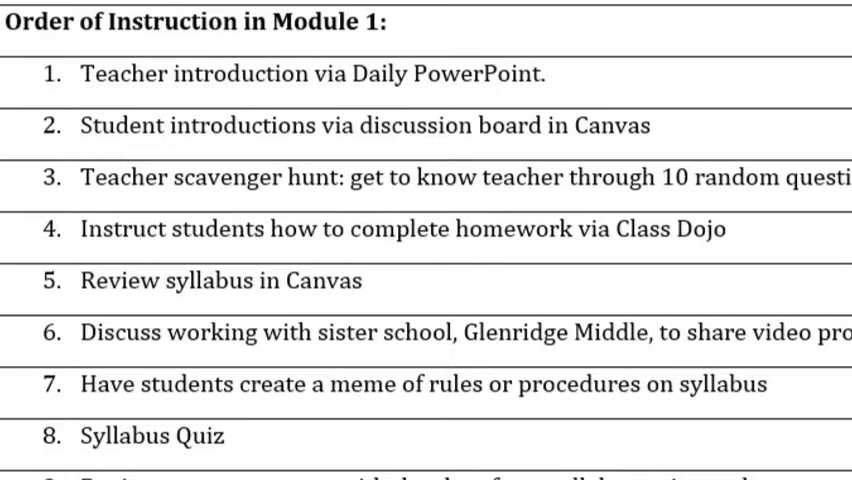 Order of Instruction in Module 1:
1. Teacher introduction via Daily PowerPoint.
2. Student introductions via discussion board in Canvas
3. Teacher scavenger hunt: get to know teacher through 10 random questi
4. Instruct students how to complete homework via Class Dojo
5. Review syllabus in Canvas
6. Discuss working with sister school, Glenridge Middle, to share video pro
7. Have students create a meme of rules or procedures on syllabus
8. Syllabus Quiz